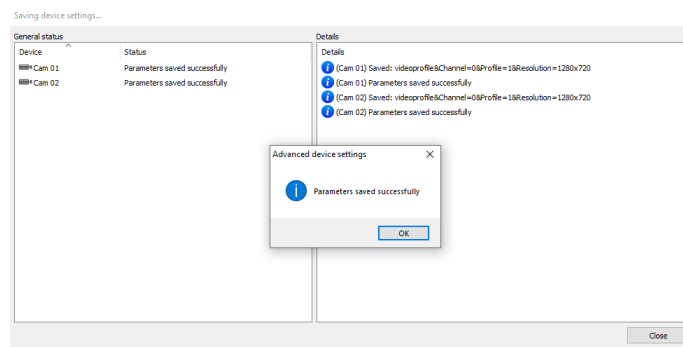 Saving device settings...
General status
Device Status
Cam 01 Parameters saved successfully
Cam 02 Parameters saved successfully
Details
Details
(Cam 01) Saved: videoprofile&Channel=0&Profile=1&Resolution=1280x720
(Cam 01) Parameters saved successfully
(Cam 02) Saved: videoprofile&Channel=0&Profile=1&Resolution=1280x720
(Cam 02) Parameters saved successfully
Advanced device settings
Parameters saved successfully
OK
Close